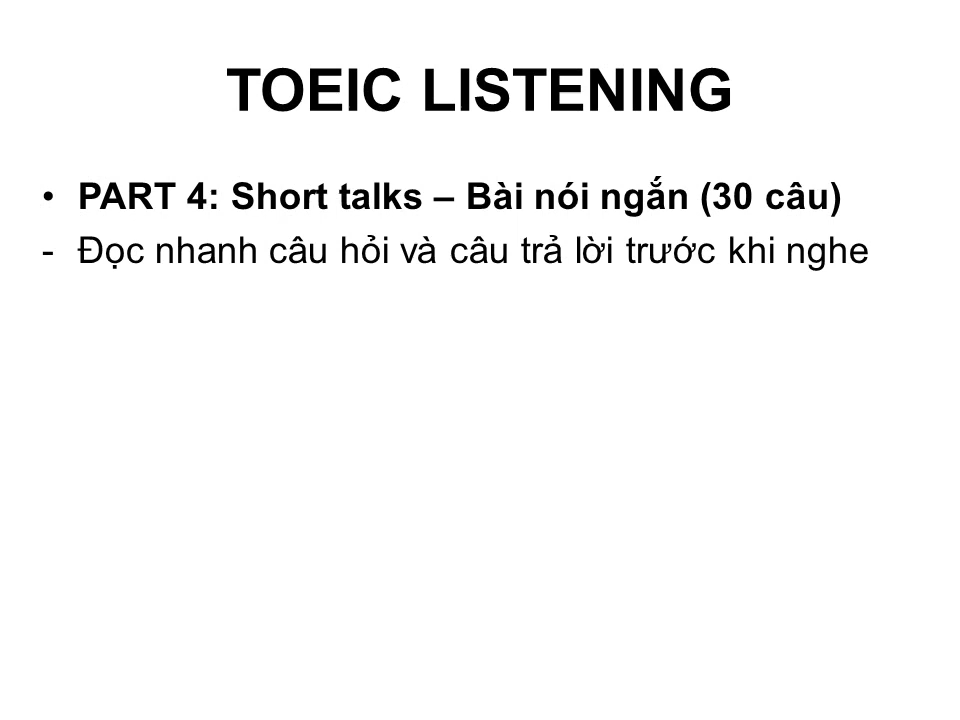 TOEIC LISTENING
• PART 4: Short talks – Bài nói ngắn (30 câu)
- Đọc nhanh câu hỏi và câu trả lời trước khi nghe